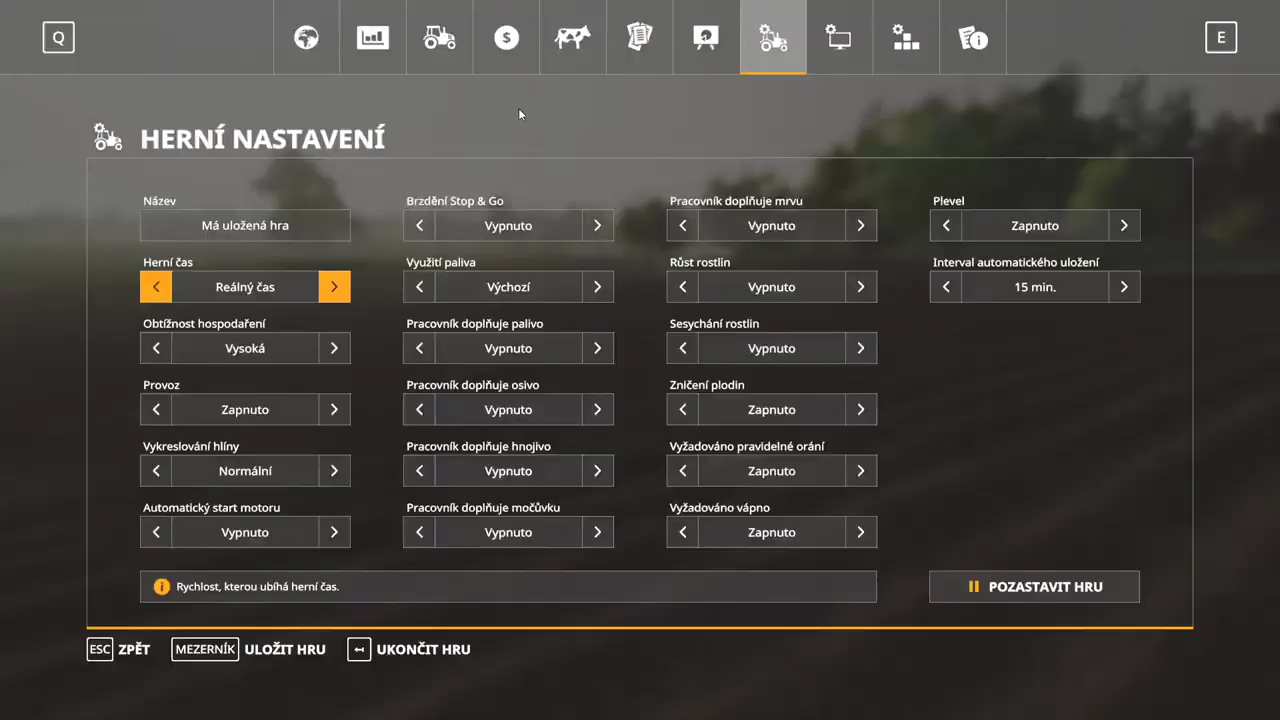 Q
$
E
HERNÍ NASTAVENÍ
Název
Má uložená hra
Herní čas
Reálný čas
Obtížnost hospodaření
Vysoká
Provoz
Zapnuto
Vykreslování hlíny
Normální
Automatický start motoru
Vypnuto
Brzdění Stop & Go
Vypnuto
Využití paliva
Výchozí
Pracovník doplňuje palivo
Vypnuto
Pracovník doplňuje osivo
Vypnuto
Pracovník doplňuje hnojivo
Vypnuto
Pracovník doplňuje močůvku
Vypnuto
Pracovník doplňuje mrvu
Vypnuto
Růst rostlin
Vypnuto
Sesychání rostlin
Vypnuto
Zničení plodin
Zapnuto
Vyžadováno pravidelné orání
Zapnuto
Vyžadováno vápno
Zapnuto
Plevel
Zapnuto
Interval automatického uložení
15 min.
Rychlost, kterou ubíhá herní čas.
POZASTAVIT HRU
ESC ZPĚT MEZERNÍK ULOŽIT HRU UKONČIT HRU